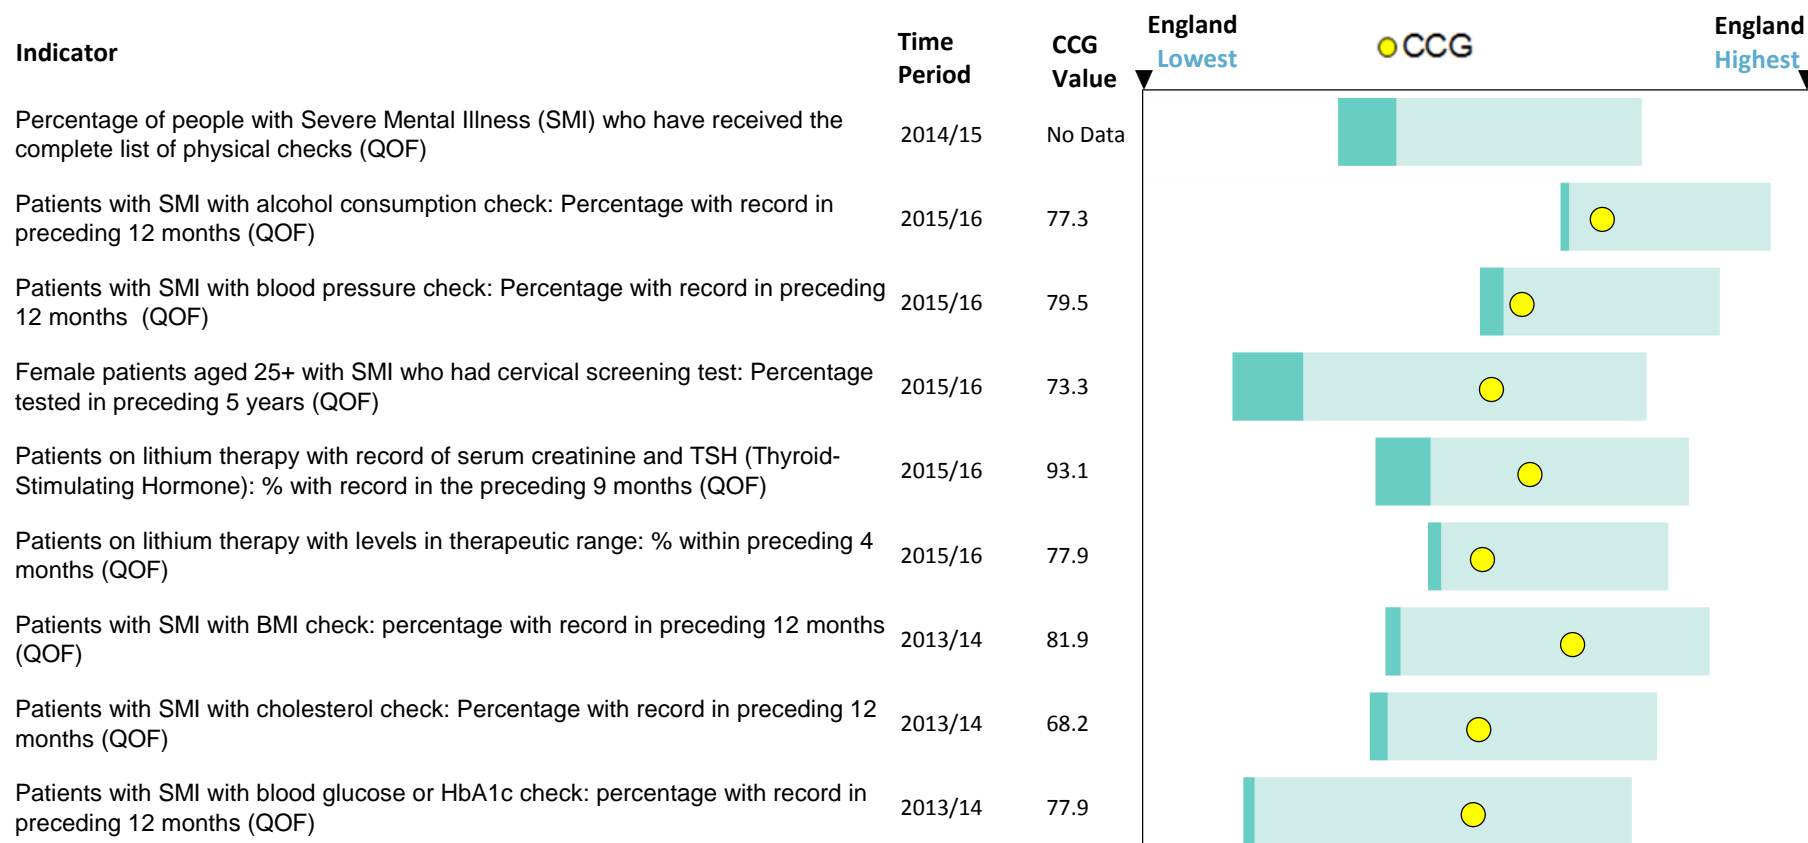 Indicator
Time Period
CCG Value
England Lowest
CCG
England Highest
Percentage of people with Severe Mental Illness (SMI) who have received the
complete list of physical checks (QOF)
2014/15
No Data
Patients with SMI with alcohol consumption check: Percentage with record in
preceding 12 months (QOF)
2015/16
77.3
Patients with SMI with blood pressure check: Percentage with record in preceding
12 months  (QOF)
2015/16
79.5
Female patients aged 25+ with SMI who had cervical screening test: Percentage
tested in preceding 5 years (QOF)
2015/16
73.3
Patients on lithium therapy with record of serum creatinine and TSH (Thyroid-
Stimulating Hormone): % with record in the preceding 9 months (QOF)
2015/16
93.1
Patients on lithium therapy with levels in therapeutic range: % within preceding 4
months (QOF)
2015/16
77.9
Patients with SMI with BMI check: percentage with record in preceding 12 months
(QOF)
2013/14
81.9
Patients with SMI with cholesterol check: Percentage with record in preceding 12
months (QOF)
2013/14
68.2
Patients with SMI with blood glucose or HbA1c check: percentage with record in
preceding 12 months (QOF)
2013/14
77.9